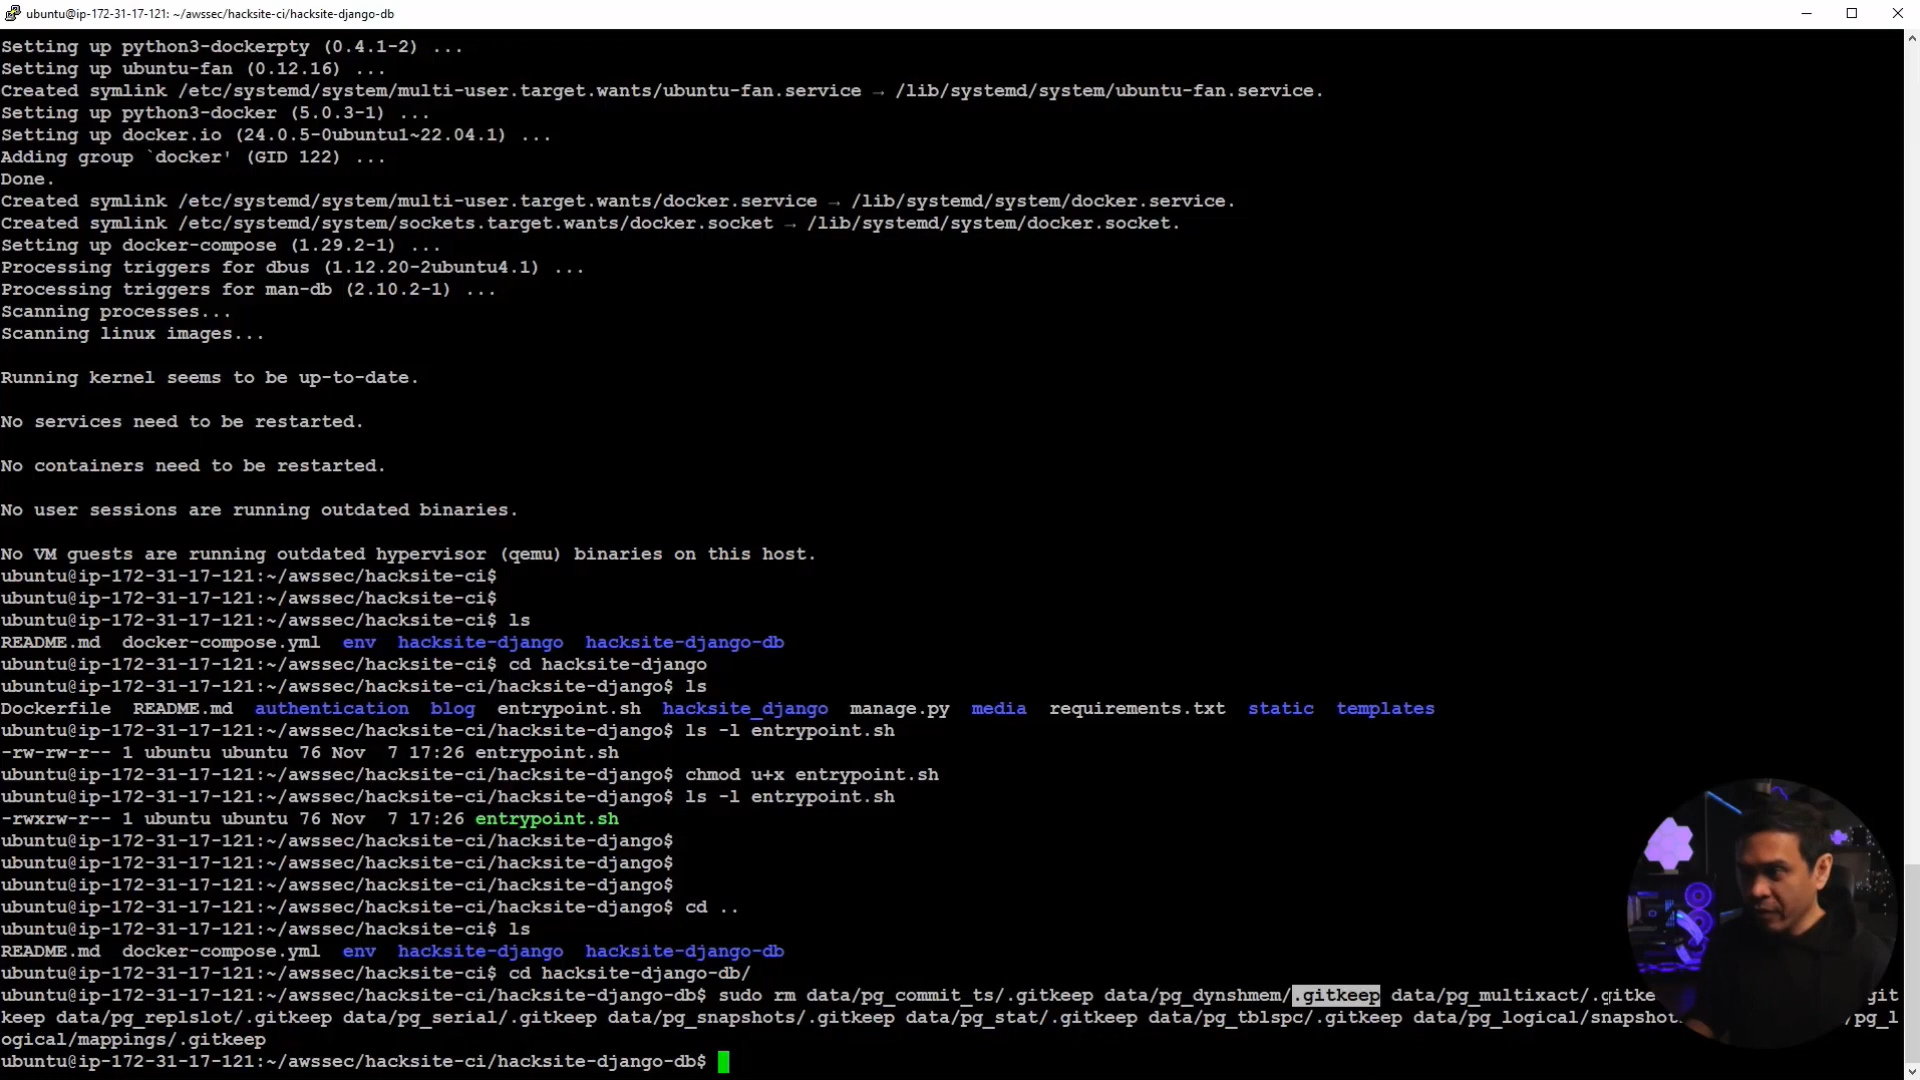 ubuntu@ip-172-31-17-121: ~/awssec/hacksite-ci/hacksite-django-db
Setting up python3-dockerpty (0.4.1-2) ...
Setting up ubuntu-fan (0.12.16) ...
Created symlink /etc/systemd/system/multi-user.target.wants/ubuntu-fan.service → /lib/systemd/system/ubuntu-fan.service.
Setting up python3-docker (5.0.3-1) ...
Setting up docker.io (24.0.5-0ubuntu1~22.04.1) ...
Adding group `docker' (GID 122) ...
Done.
Created symlink /etc/systemd/system/multi-user.target.wants/docker.service → /lib/systemd/system/docker.service.
Created symlink /etc/systemd/system/sockets.target.wants/docker.socket → /lib/systemd/system/docker.socket.
Setting up docker-compose (1.29.2-1) ...
Processing triggers for dbus (1.12.20-2ubuntu4.1) ...
Processing triggers for man-db (2.10.2-1) ...
Scanning processes...
Scanning linux images...
Running kernel seems to be up-to-date.
No services need to be restarted.
No containers need to be restarted.
No user sessions are running outdated binaries.
No VM guests are running outdated hypervisor (qemu) binaries on this host.
ubuntu@ip-172-31-17-121:~/awssec/hacksite-ci$
ubuntu@ip-172-31-17-121:~/awssec/hacksite-ci$
ubuntu@ip-172-31-17-121:~/awssec/hacksite-ci$ ls
README.md  docker-compose.yml  env  hacksite-django  hacksite-django-db
ubuntu@ip-172-31-17-121:~/awssec/hacksite-ci$ cd hacksite-django
ubuntu@ip-172-31-17-121:~/awssec/hacksite-ci/hacksite-django$ ls
Dockerfile  README.md  authentication  blog  entrypoint.sh  hacksite_django  manage.py  media  requirements.txt  static  templates
ubuntu@ip-172-31-17-121:~/awssec/hacksite-ci/hacksite-django$ ls -l entrypoint.sh
-rw-rw-r-- 1 ubuntu ubuntu 76 Nov  7 17:26 entrypoint.sh
ubuntu@ip-172-31-17-121:~/awssec/hacksite-ci/hacksite-django$ chmod u+x entrypoint.sh
ubuntu@ip-172-31-17-121:~/awssec/hacksite-ci/hacksite-django$ ls -l entrypoint.sh
-rwxrw-r-- 1 ubuntu ubuntu 76 Nov  7 17:26 entrypoint.sh
ubuntu@ip-172-31-17-121:~/awssec/hacksite-ci/hacksite-django$
ubuntu@ip-172-31-17-121:~/awssec/hacksite-ci/hacksite-django$
ubuntu@ip-172-31-17-121:~/awssec/hacksite-ci/hacksite-django$
ubuntu@ip-172-31-17-121:~/awssec/hacksite-ci/hacksite-django$ cd ..
ubuntu@ip-172-31-17-121:~/awssec/hacksite-ci$ ls
README.md  docker-compose.yml  env  hacksite-django  hacksite-django-db
ubuntu@ip-172-31-17-121:~/awssec/hacksite-ci$ cd hacksite-django-db/
ubuntu@ip-172-31-17-121:~/awssec/hacksite-ci/hacksite-django-db$ sudo rm data/pg_commit_ts/.gitkeep data/pg_dynshmem/.gitkeep data/pg_multixact/.gitke git
keep data/pg_replslot/.gitkeep data/pg_serial/.gitkeep data/pg_snapshots/.gitkeep data/pg_stat/.gitkeep data/pg_tblspc/.gitkeep data/pg_logical/snapshot /pg_l
ogical/mappings/.gitkeep
ubuntu@ip-172-31-17-121:~/awssec/hacksite-ci/hacksite-django-db$